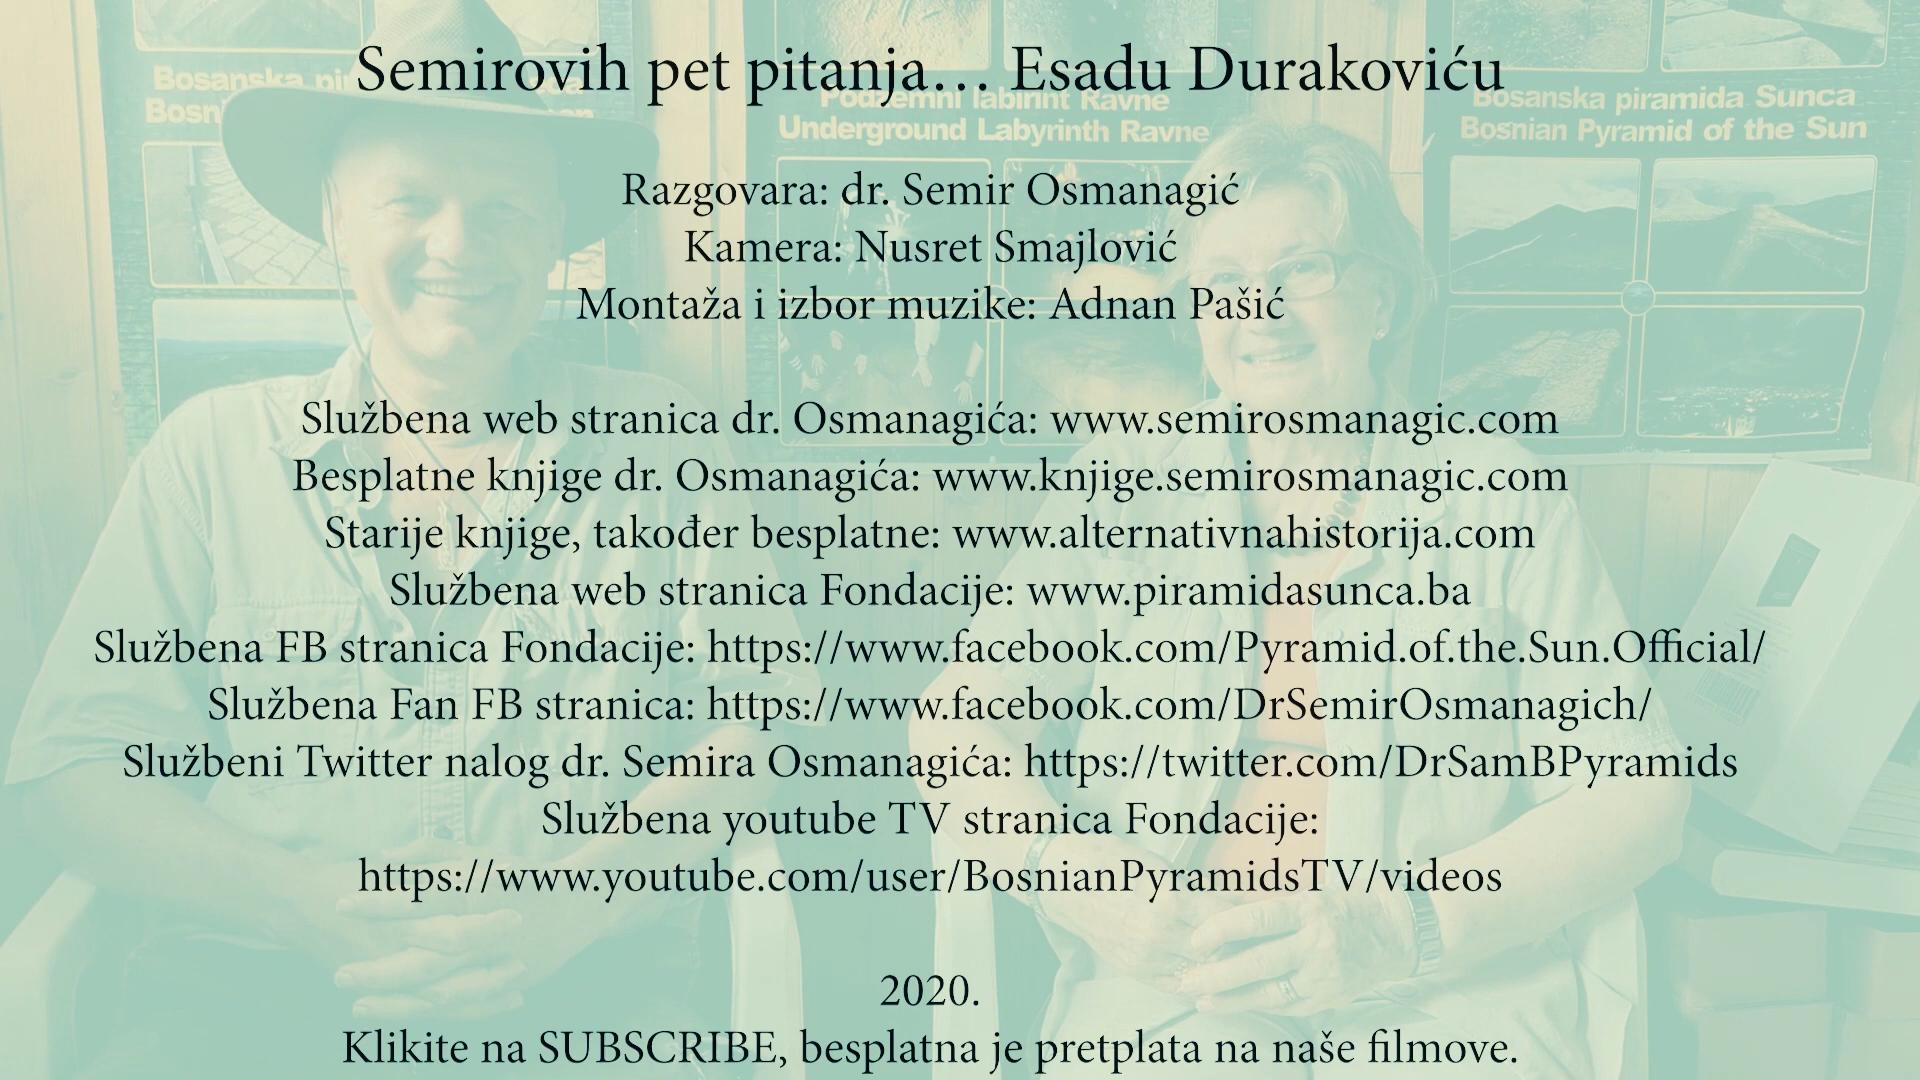 Semirovih pet pitanja… Esadu Durakoviću
Bosanska
Bosnian
Podzemni labirint Ravne
Underground Labyrinth Ravne
Bosanska piramida Sunca
Bosnian Pyramid of the Sun
Razgovara: dr. Semir Osmanagić
Kamera: Nusret Smajlović
Montaža i izbor muzike: Adnan Pašić
Službena web stranica dr. Osmanagića: www.semirosmanagic.com
Besplatne knjige dr. Osmanagića: www.knjige.semirosmanagic.com
Starije knjige, također besplatne: www.alternativnahistorija.com
Službena web stranica Fondacije: www.piramidasunca.ba
Službena FB stranica Fondacije: https://www.facebook.com/Pyramid.of.the.Sun.Official/
Službena Fan FB stranica: https://www.facebook.com/DrSemirOsmanagich/
Službeni Twitter nalog dr. Semira Osmanagića: https://twitter.com/DrSamBPyramids
Službena youtube TV stranica Fondacije:
https://www.youtube.com/user/BosnianPyramidsTV/videos
2020.
Klikite na SUBSCRIBE, besplatna je pretplata na naše filmove.